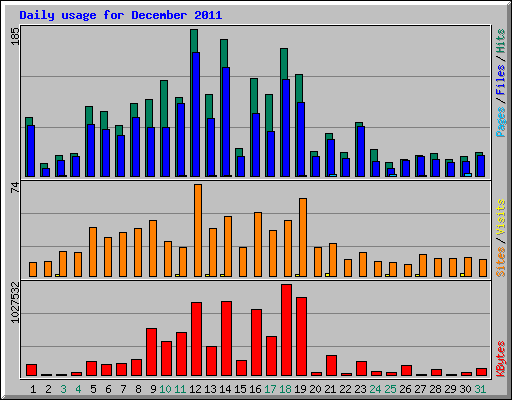 Daily usage for December 2011
185
Pages / Files / Hits
74
Sites / Visits
1027532
KBytes
1 2 3 4 5 6 7 8 9 10 11 12 13 14 15 16 17 18 19 20 21 22 23 24 25 26 27 28 29 30 31